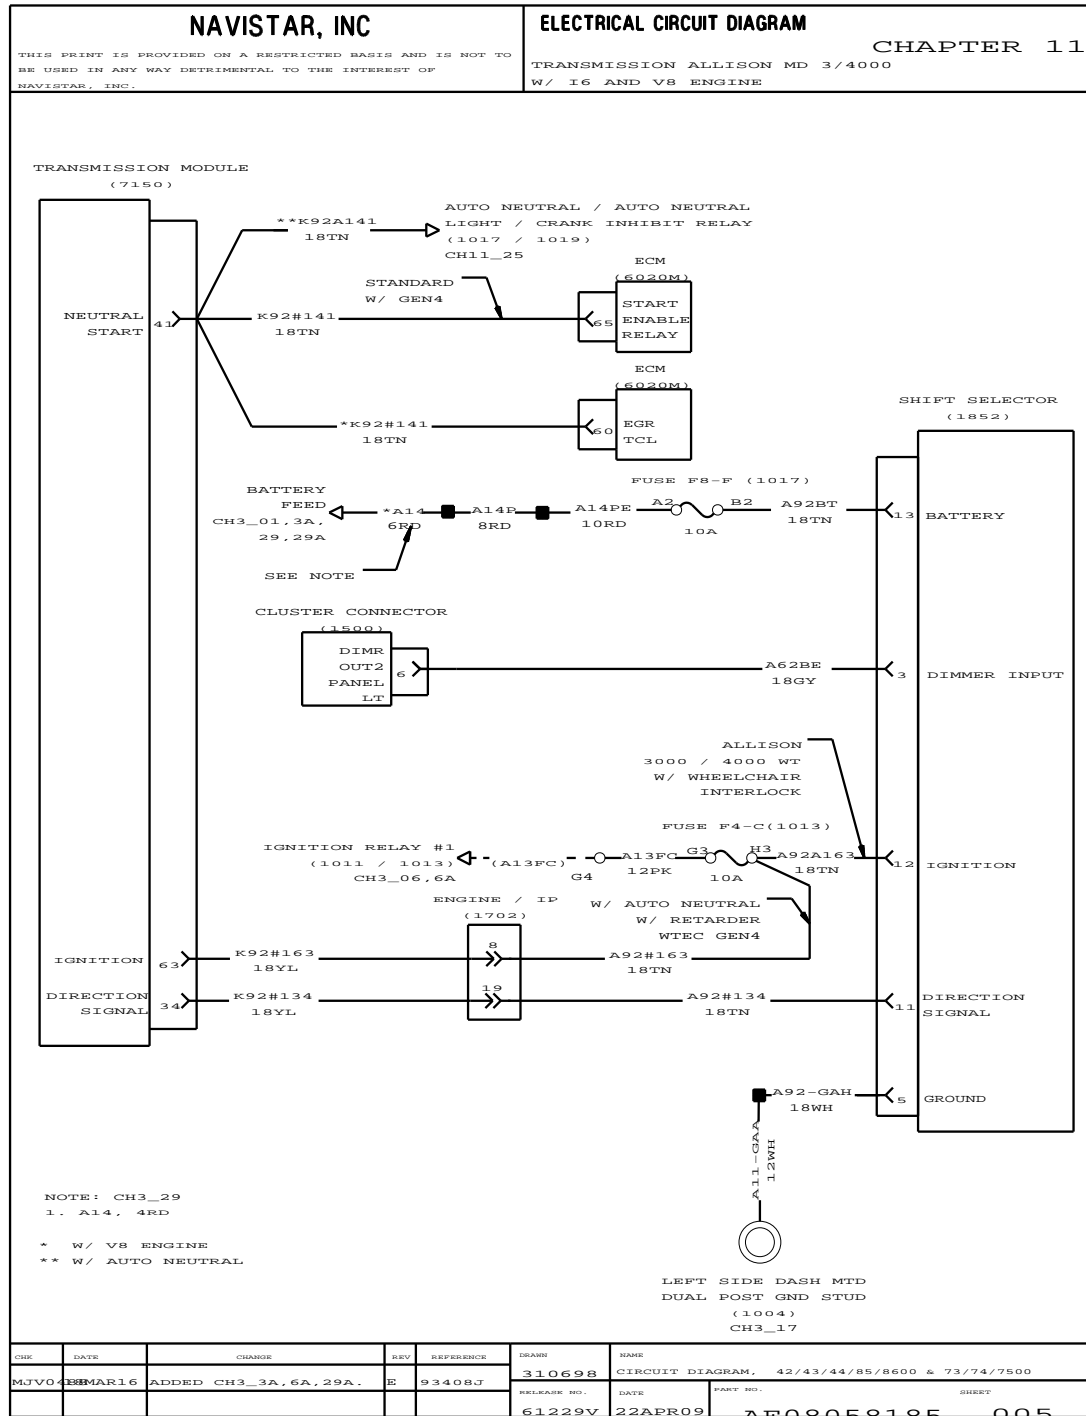 NAVISTAR, INC
THIS PRINT IS PROVIDED ON A RESTRICTED BASIS AND IS NOT TO
BE USED IN ANY WAY DETRIMENTAL TO THE INTEREST OF
NAVISTAR, INC.
ELECTRICAL CIRCUIT DIAGRAM
CHAPTER 11
TRANSMISSION ALLISON MD 3/4000
W/ I6 AND V8 ENGINE
TRANSMISSION MODULE
(7150)
**K92A141
18TN
AUTO NEUTRAL / AUTO NEUTRAL
LIGHT / CRANK INHIBIT RELAY
(1017 / 1019)
CH11_25
STANDARD
W/ GEN4
ECM
(6020M)
START
ENABLE
RELAY
65
NEUTRAL
START
41
K92#141
18TN
ECM
(6020M)
EGR
TCL
60
*K92#141
18TN
SHIFT SELECTOR
(1852)
BATTERY
FEED
CH3_01,3A,
29,29A
*A14
6RD
A14P
8RD
A14PE
10RD
FUSE F8-F (1017)
A2
B2
10A
A92BT
18TN
13
BATTERY
SEE NOTE
CLUSTER CONNECTOR
(1500)
DIMR
OUT2
PANEL
LT
6
A62BE
18GY
3
DIMMER INPUT
ALLISON
3000 / 4000 WT
W/ WHEELCHAIR
INTERLOCK
FUSE F4-C(1013)
IGNITION RELAY #1
(1011 / 1013)
CH3_06,6A
(A13FC)
G4
A13FC
12PK
G3
H3
10A
A92A163
18TN
12
IGNITION
ENGINE / IP
(1702)
W/ AUTO NEUTRAL
W/ RETARDER
WTEC GEN4
IGNITION
63
K92#163
18YL
8
A92#163
18TN
DIRECTION
SIGNAL
34
K92#134
18YL
19
A92#134
18TN
11
DIRECTION
SIGNAL
A92-GAH
18WH
5
GROUND
A11-GAA
12WH
LEFT SIDE DASH MTD
DUAL POST GND STUD
(1004)
CH3_17
NOTE: CH3_29
1. A14, 4RD
* W/ V8 ENGINE
** W/ AUTO NEUTRAL
CHK
DATE
CHANGE
REV
REFERENCE
ADDED CH3_3A,6A,29A.
E
93408J
DRAWN
310698
NAME
CIRCUIT DIAGRAM, 42/43/44/85/8600 & 73/74/7500
RELEASE NO.
61229V
DATE
22APR09
PART NO.
AE08058185
SHEET
005